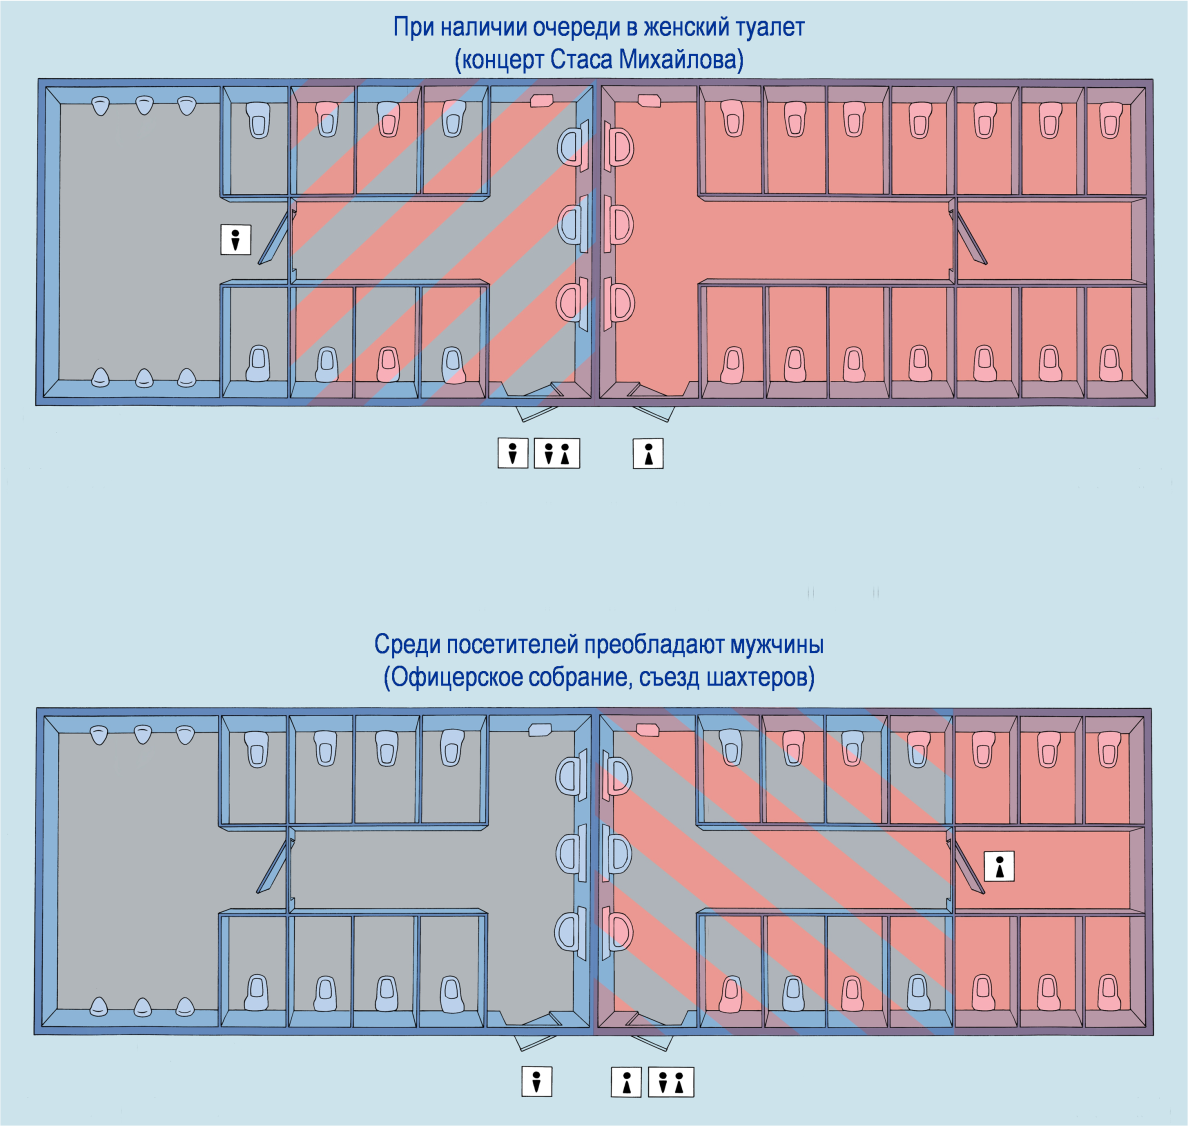 При наличии очереди в женский туалет
(концерт Стаса Михайлова)
Среди посетителей преобладают мужчины
(Офицерское собрание, съезд шахтеров)